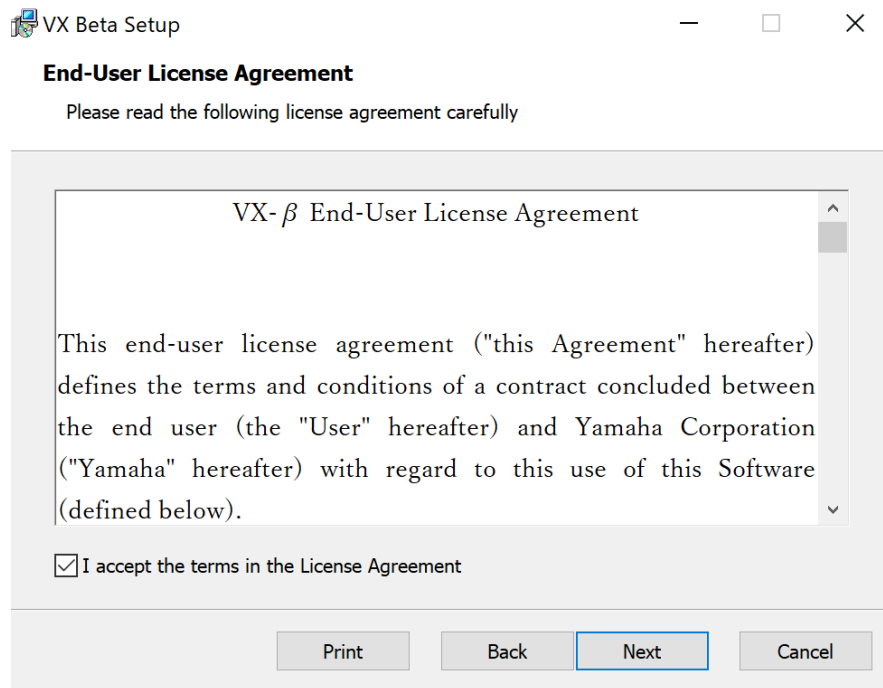 VX Beta Setup
End-User License Agreement
Please read the following license agreement carefully
VX-β End-User License Agreement
This end-user license agreement ("this Agreement" hereafter)
defines the terms and conditions of a contract concluded between
the end user (the "User" hereafter) and Yamaha Corporation
("Yamaha" hereafter) with regard to this use of this Software
(defined below).
I accept the terms in the License Agreement
Print
Back
Next
Cancel